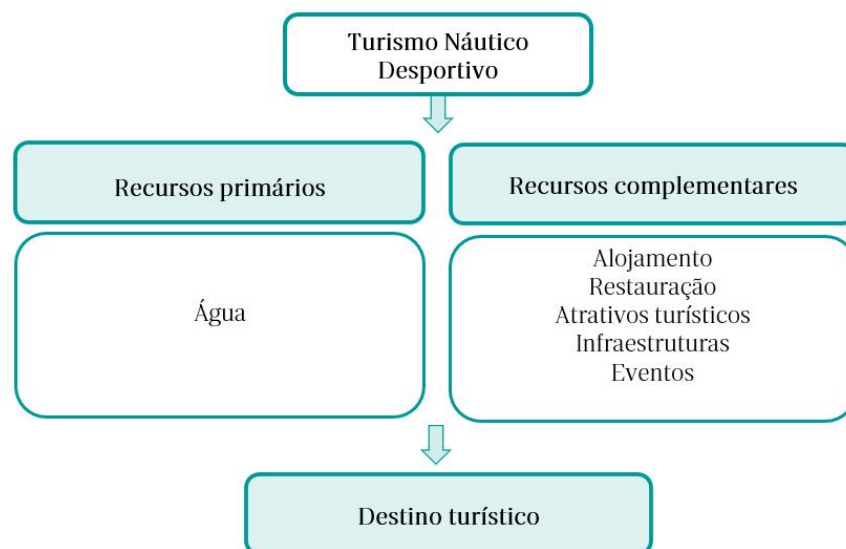 Turismo Náutico
Desportivo
Recursos primários
Recursos complementares
Água
Alojamento
Restauração
Atrativos turísticos
Infraestruturas
Eventos
Destino turístico